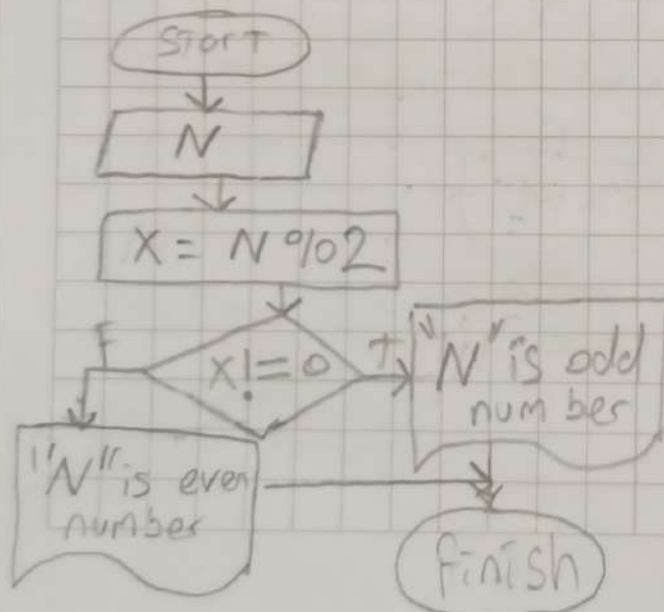 Start
N
X = N%2
X != 0
F
T
"N" is odd
number
"N" is even
number
finish